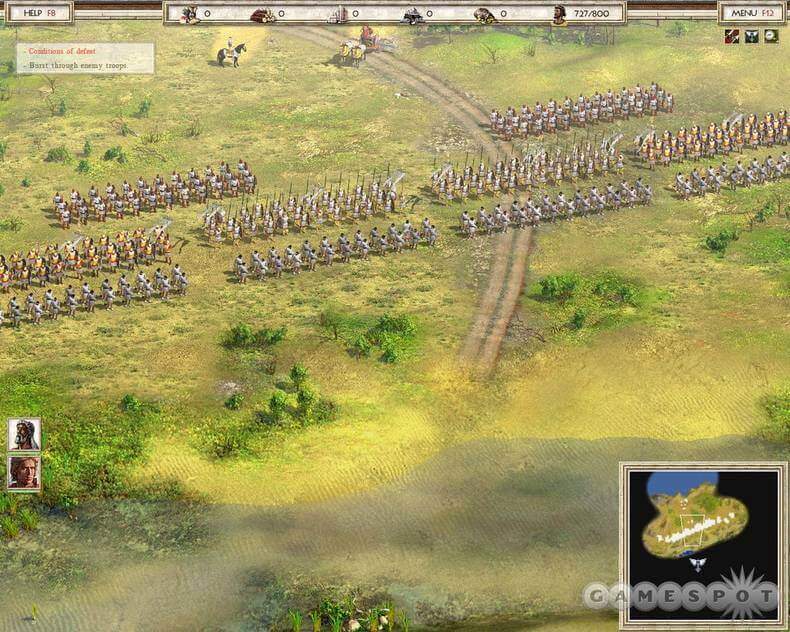 HELP F8
0
0
0
0
0
727/800
MENU F12
- Conditions of defeat
- Burst through enemy troops.
GAMESPOT